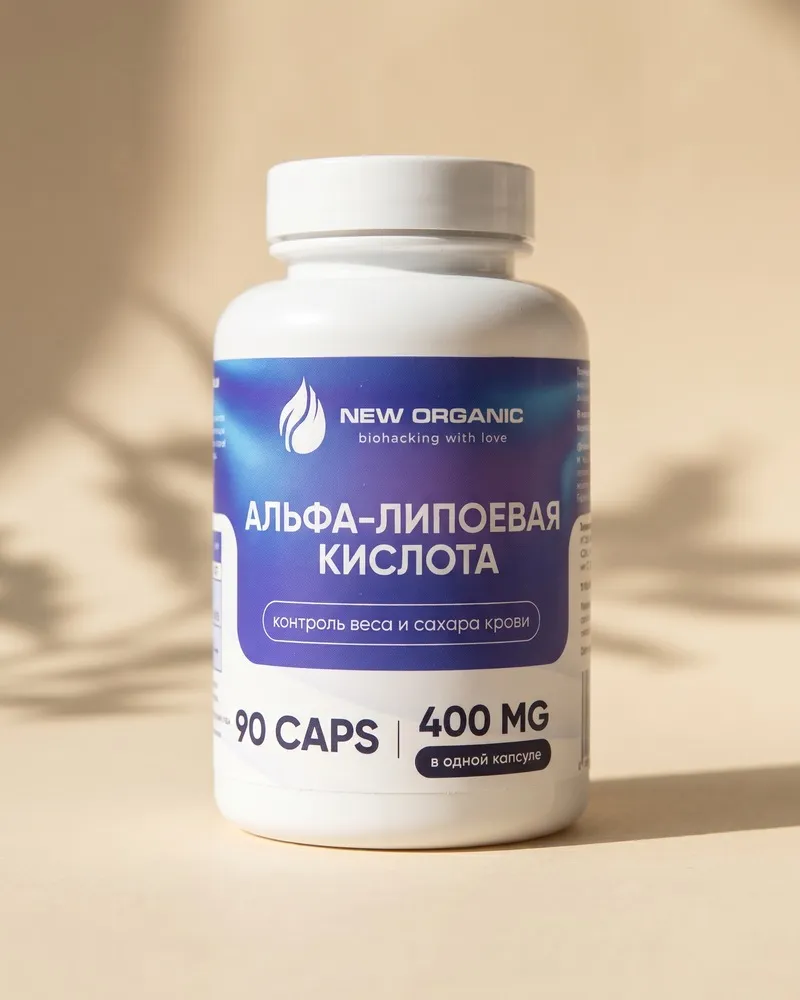 NEW ORGANIC
biohacking with love
АЛЬФА-ЛИПОЕВАЯ
КИСЛОТА
контроль веса и сахара крови
90 CAPS
400 MG
в одной капсуле